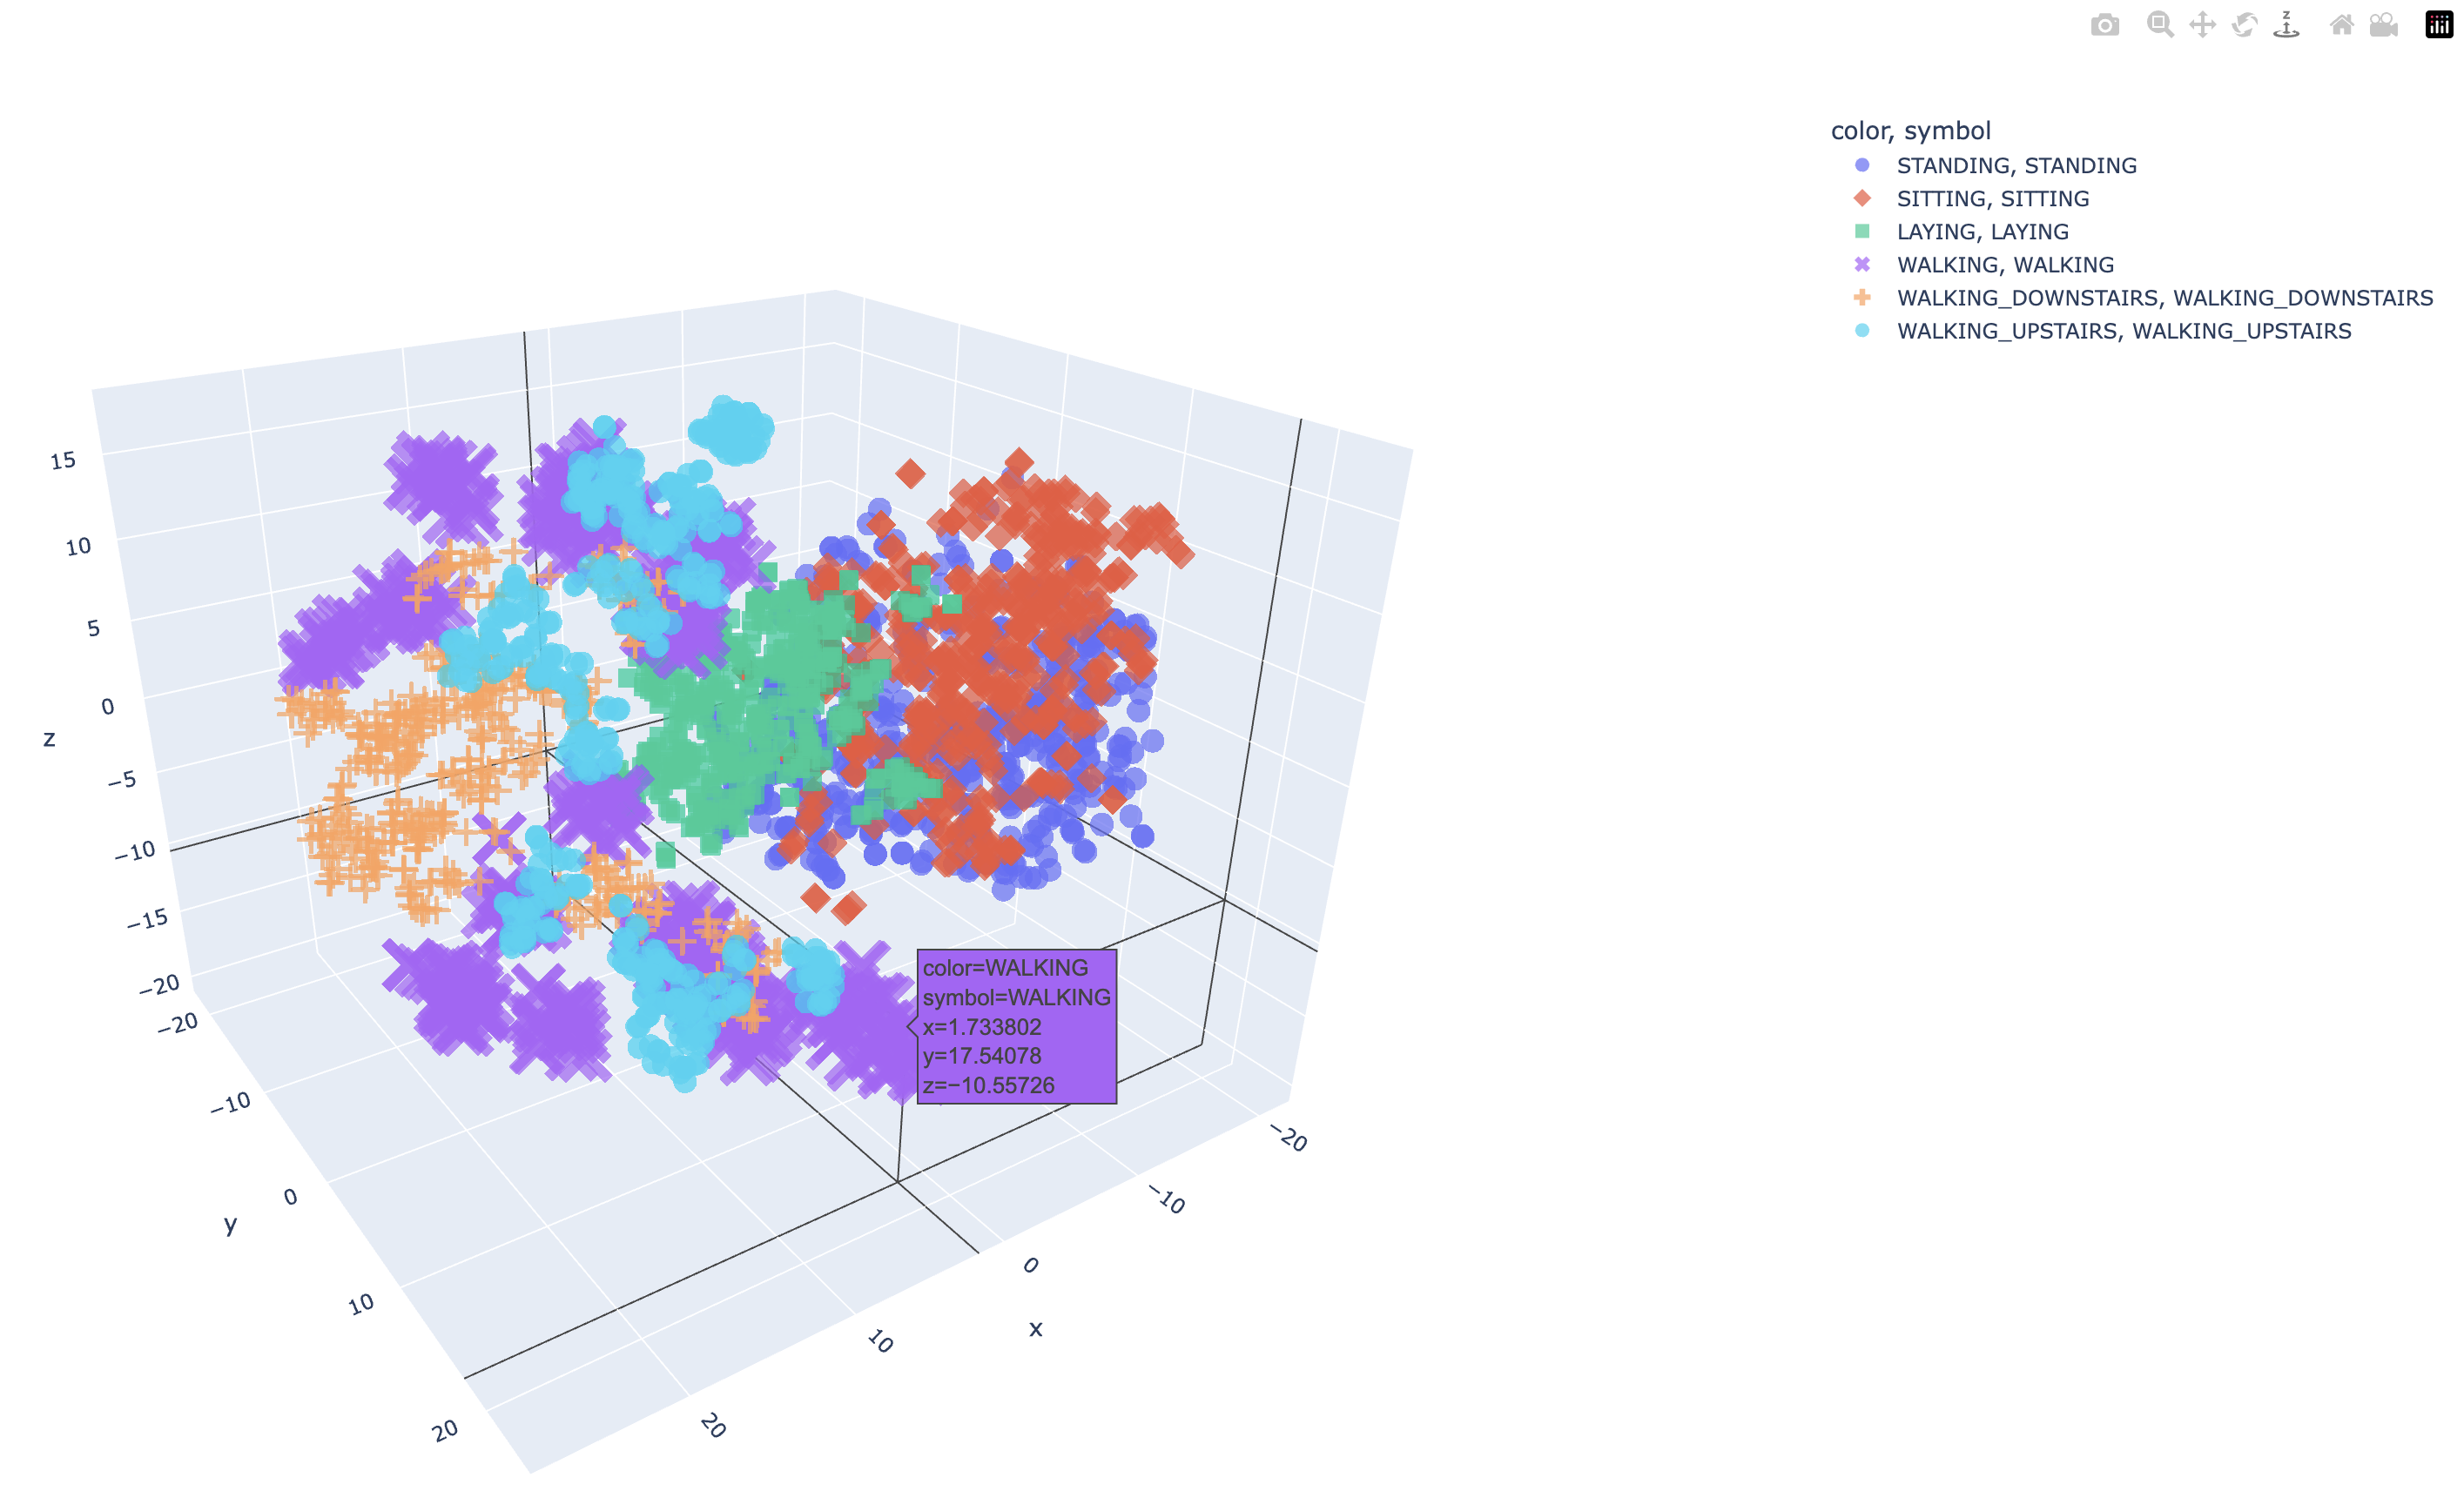 z
color, symbol
STANDING, STANDING
SITTING, SITTING
LAYING, LAYING
WALKING, WALKING
WALKING_DOWNSTAIRS, WALKING_DOWNSTAIRS
WALKING_UPSTAIRS, WALKING_UPSTAIRS
15
10
5
0
−5
−10
−15
−20
z
−20
−10
0
10
20
y
20
10
0
−10
−20
x
color=WALKING
symbol=WALKING
x=1.733802
y=17.54078
z=−10.55726